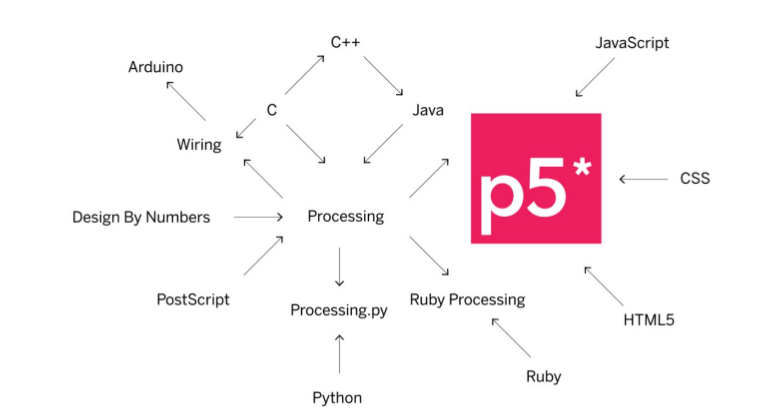 C++
JavaScript
Arduino
C
Java
Wiring
p5*
CSS
Design By Numbers
Processing
PostScript
Processing.py
Ruby Processing
HTML5
Ruby
Python